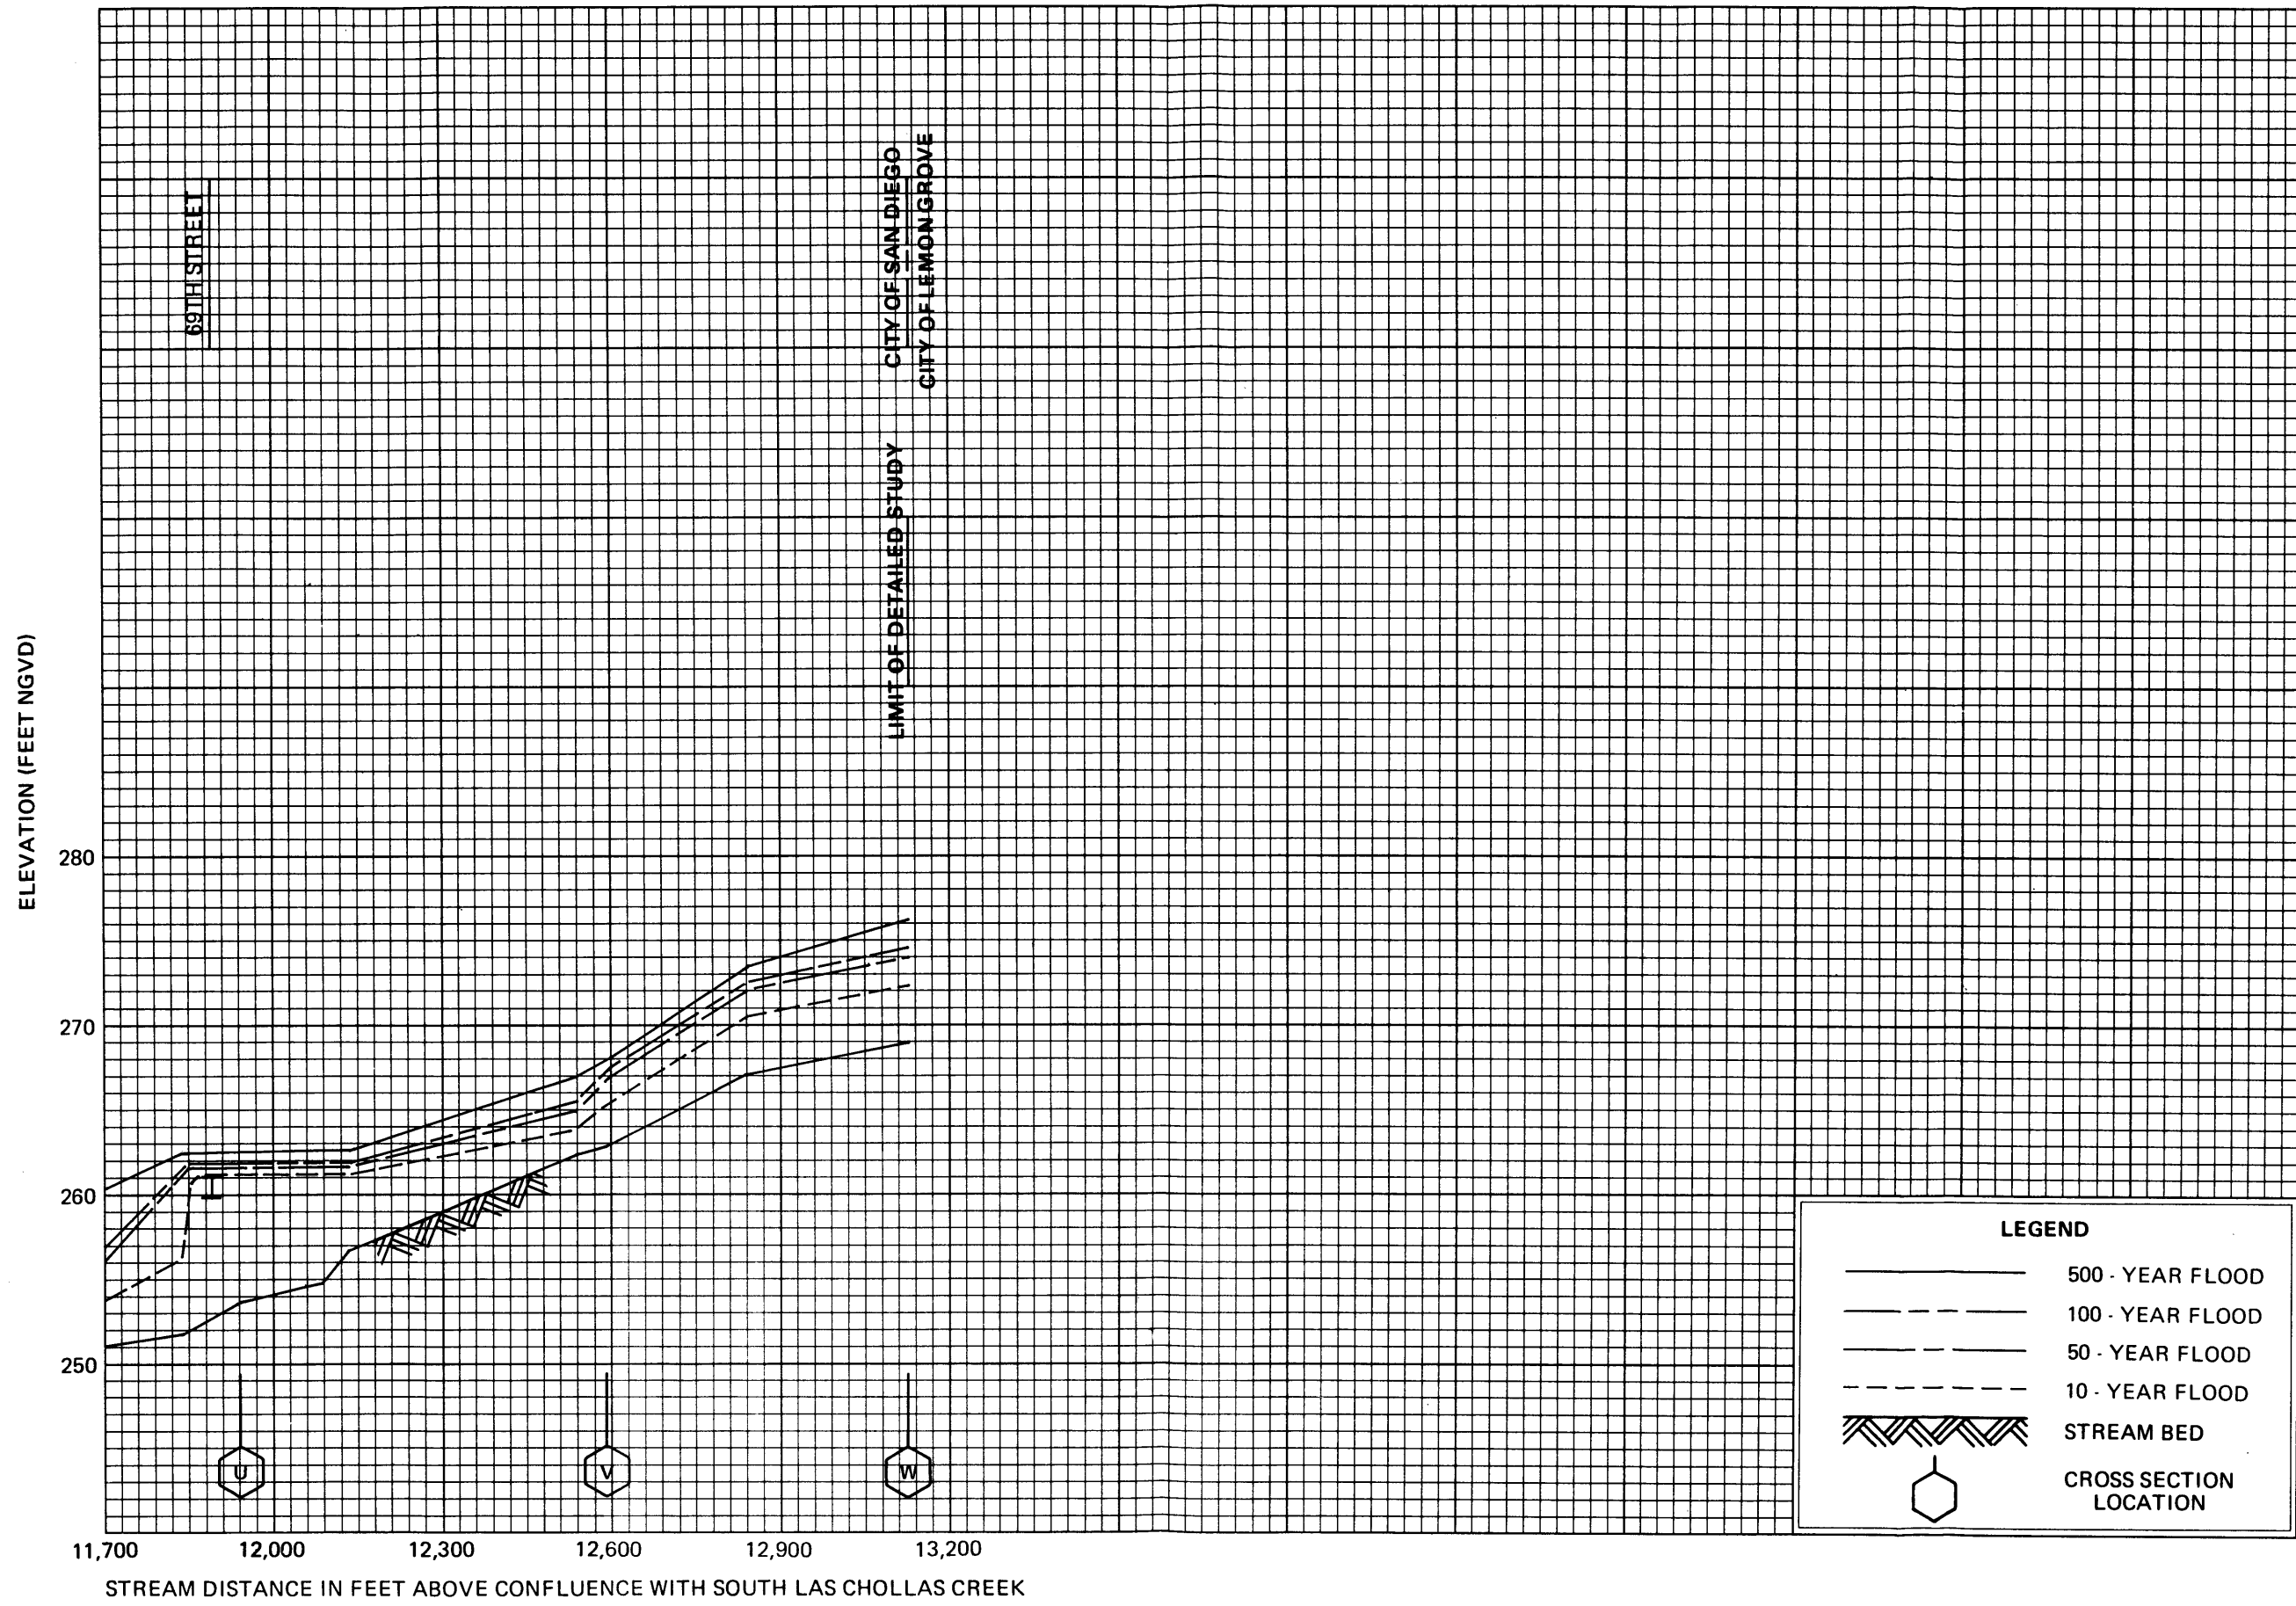 69TH STREET
CITY OF SAN DIEGO
CITY OF LEMON GROVE
LIMIT OF DETAILED STUDY
ELEVATION (FEET NGVD)
280
270
260
250
U
V
W
11,700
12,000
12,300
12,600
12,900
13,200
STREAM DISTANCE IN FEET ABOVE CONFLUENCE WITH SOUTH LAS CHOLLAS CREEK
LEGEND
500 - YEAR FLOOD
100 - YEAR FLOOD
50 - YEAR FLOOD
10 - YEAR FLOOD
STREAM BED
CROSS SECTION
LOCATION